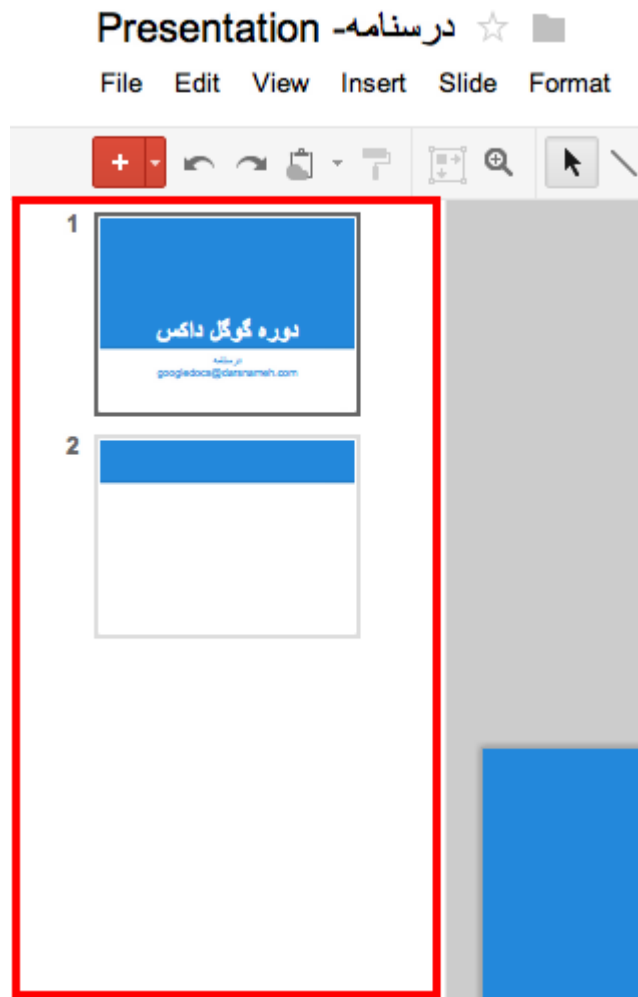 Presentation -درسنامه
File Edit View Insert Slide Format
1
دوره گوگل داکس
درسنامه
googledocs@darsnameh.com
2